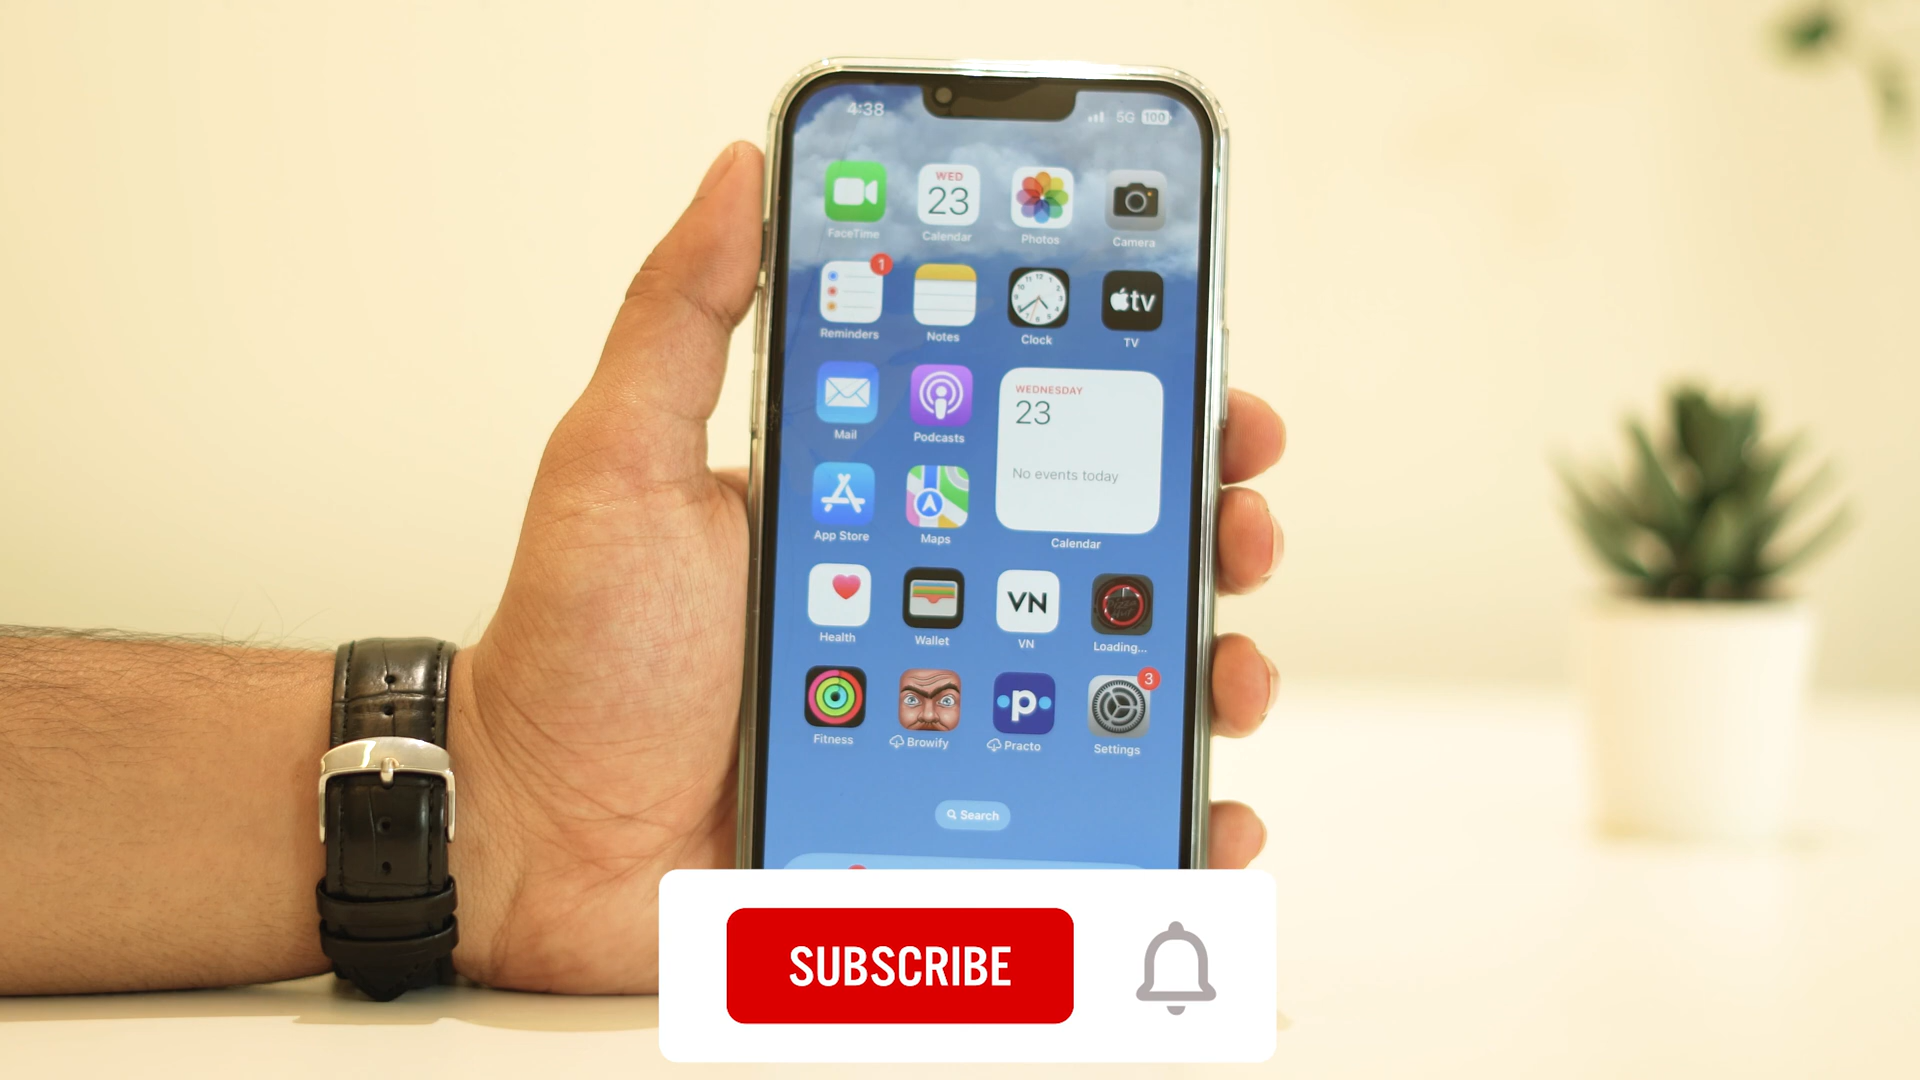 4:38
5G 100
WED
23
FaceTime
Calendar
Photos
Camera
1
tv
Reminders
Notes
Clock
TV
WEDNESDAY
23
No events today
Mail
Podcasts
App Store
Maps
Calendar
VN
Health
Wallet
VN
Loading...
3
p
Fitness
Browify
Practo
Settings
Search
SUBSCRIBE